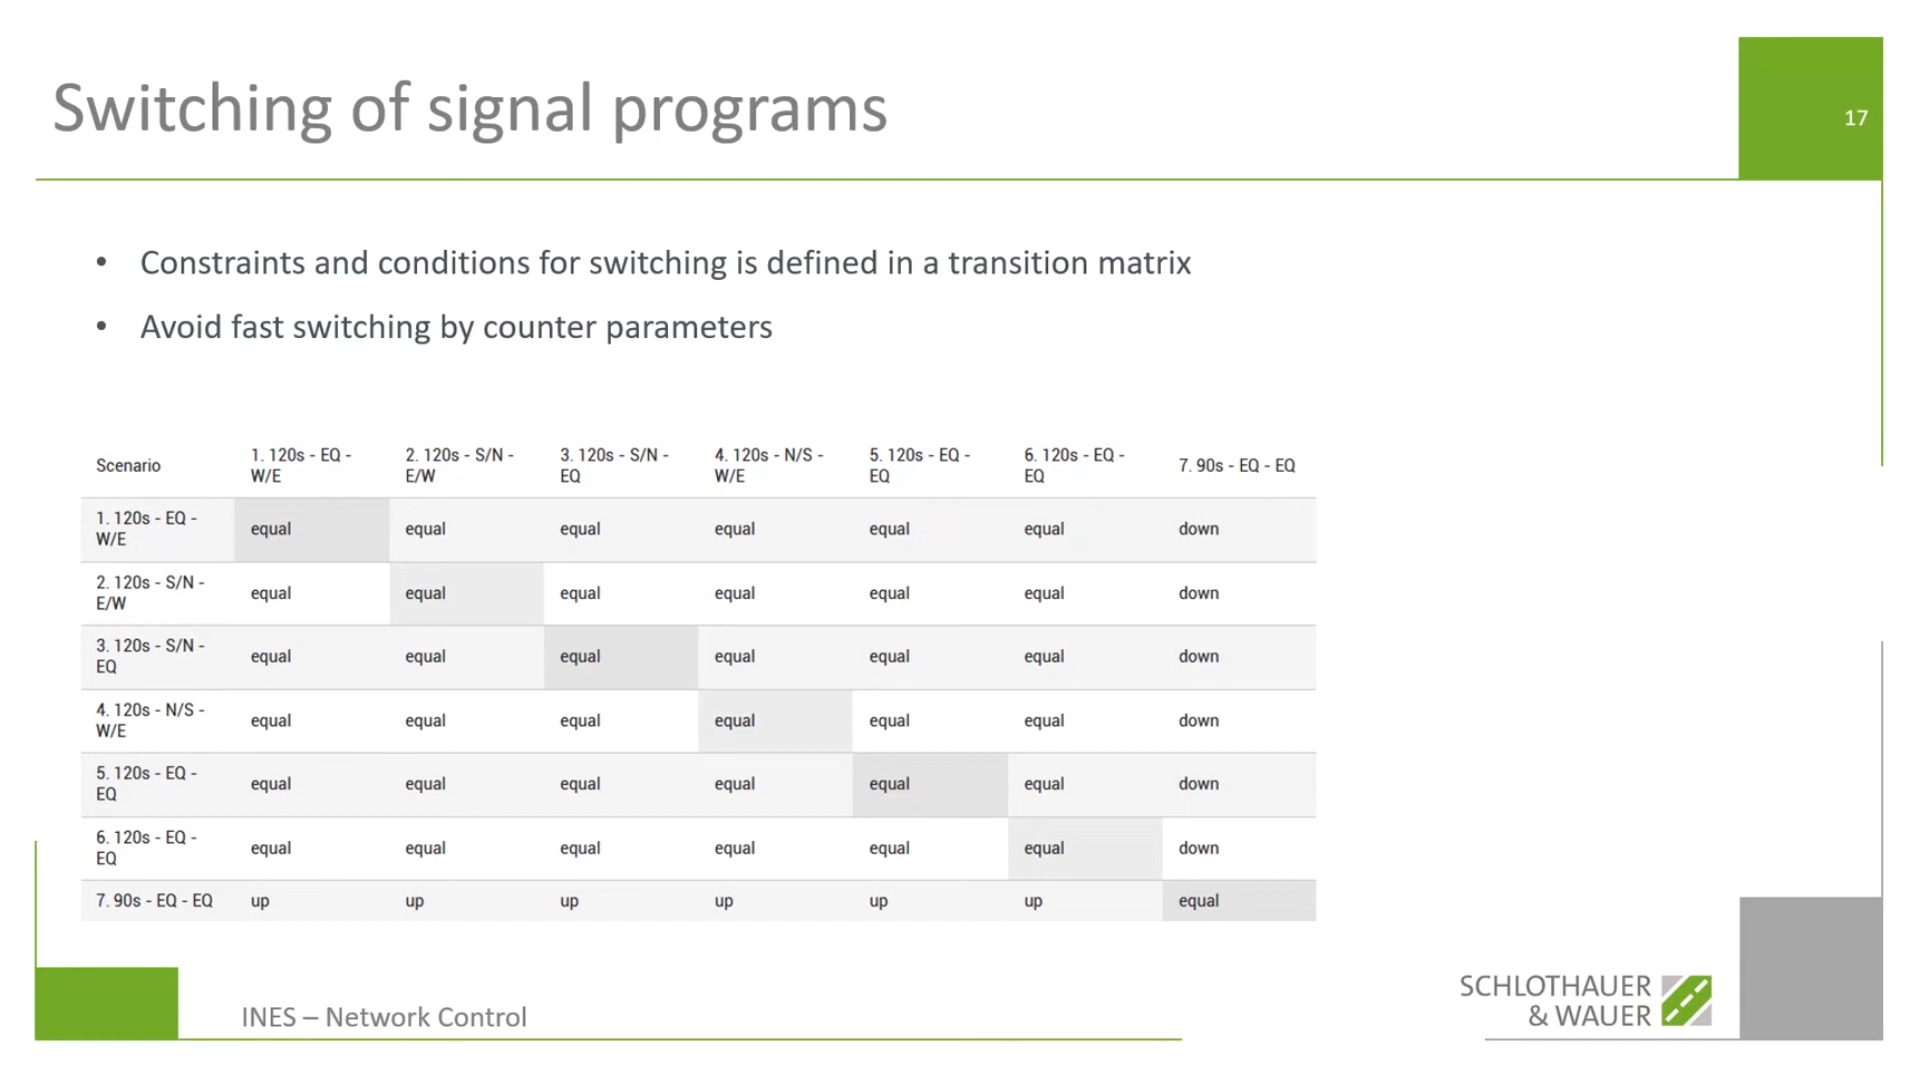 Switching of signal programs
17
• Constraints and conditions for switching is defined in a transition matrix
• Avoid fast switching by counter parameters
Scenario 1. 120s - EQ - W/E 2. 120s - S/N - E/W 3. 120s - S/N - EQ 4. 120s - N/S - W/E 5. 120s - EQ - EQ 6. 120s - EQ - EQ 7. 90s - EQ - EQ
1. 120s - EQ - W/E equal equal equal equal equal equal down
2. 120s - S/N - E/W equal equal equal equal equal equal down
3. 120s - S/N - EQ equal equal equal equal equal equal down
4. 120s - N/S - W/E equal equal equal equal equal equal down
5. 120s - EQ - EQ equal equal equal equal equal equal down
6. 120s - EQ - EQ equal equal equal equal equal equal down
7. 90s - EQ - EQ up up up up up up equal
INES – Network Control
SCHLOTHAUER
& WAUER